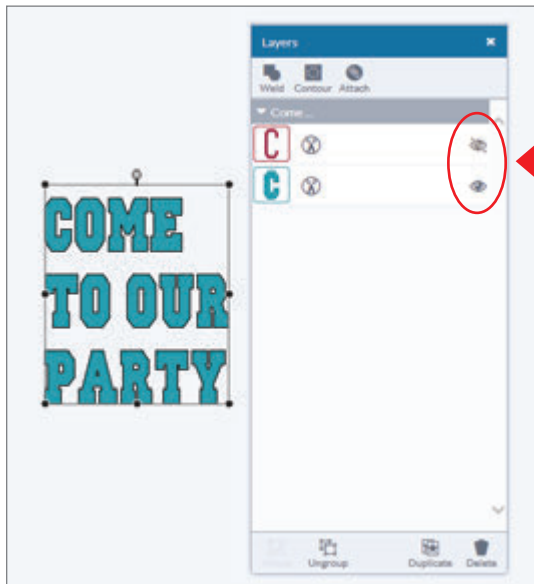 Layers
Weld Contour Attach
Come...
C
C
COME
TO OUR
PARTY
Ungroup Duplicate Delete